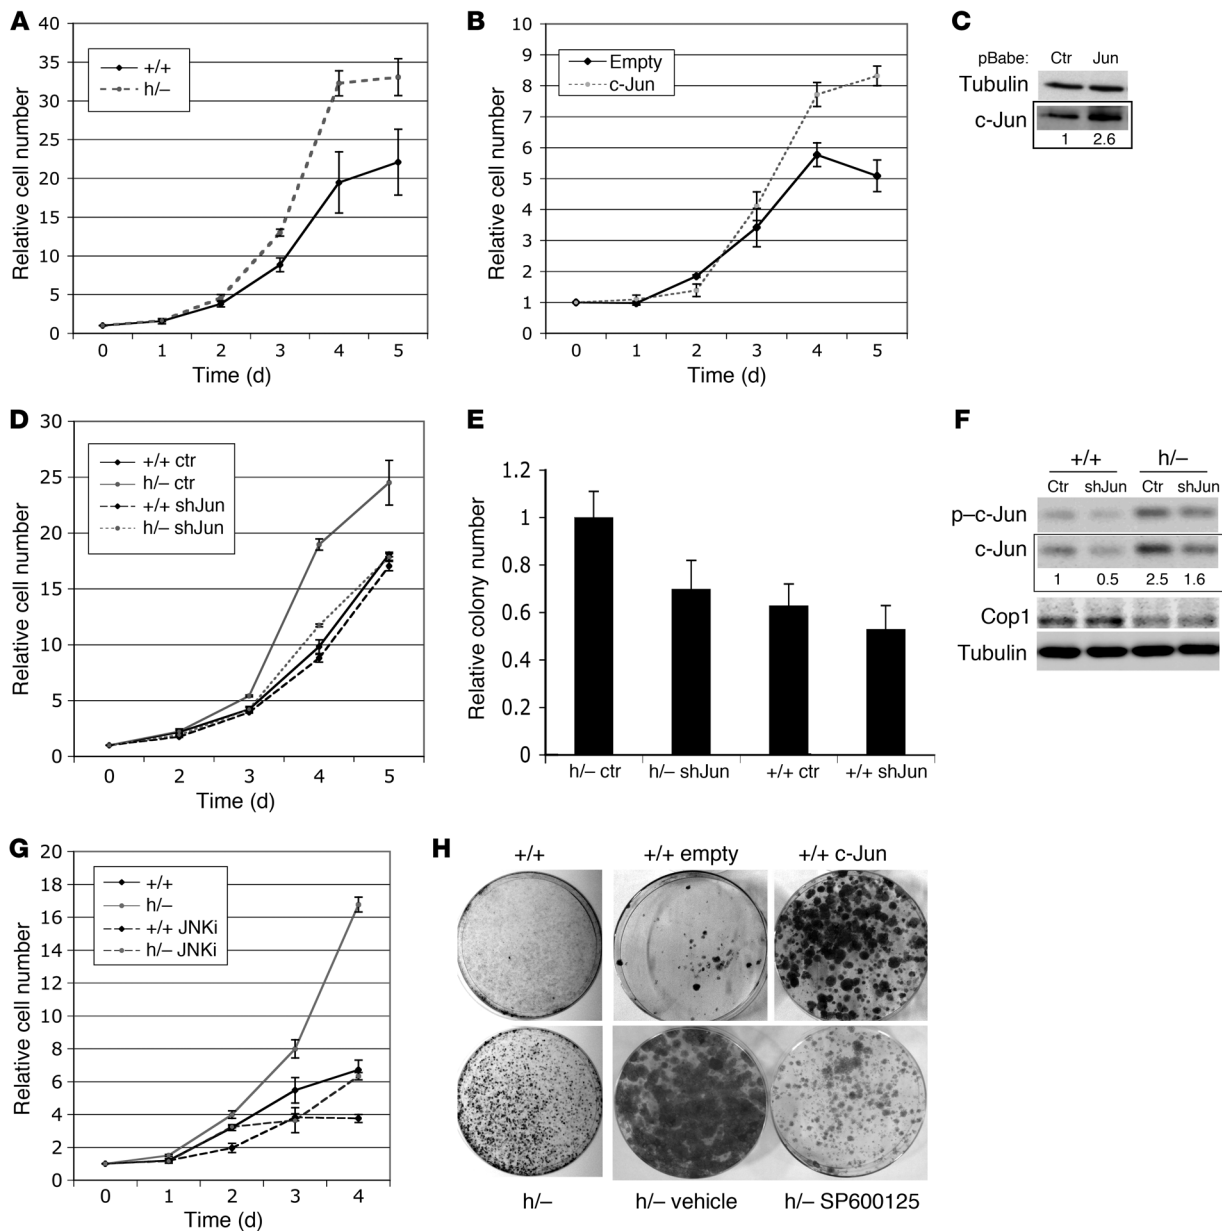 A
Relative cell number
40
35
30
25
20
15
10
5
0
+/+
h/–
0 1 2 3 4 5
Time (d)
B
Relative cell number
10
9
8
7
6
5
4
3
2
1
0
Empty
c-Jun
0 1 2 3 4 5
Time (d)
C
pBabe: Ctr Jun
Tubulin
c-Jun
1 2.6
D
Relative cell number
30
25
20
15
10
5
0
+/+ ctr
h/– ctr
+/+ shJun
h/– shJun
0 2 3 4 5
Time (d)
E
Relative colony number
1.2
1
0.8
0.6
0.4
0.2
0
h/– ctr h/– shJun +/+ ctr +/+ shJun
F
+/+ h/–
Ctr shJun Ctr shJun
p–c-Jun
c-Jun
1 0.5 2.5 1.6
Cop1
Tubulin
G
Relative cell number
20
18
16
14
12
10
8
6
4
2
0
+/+
h/–
+/+ JNKi
h/– JNKi
0 1 2 3 4
Time (d)
H
+/+ +/+ empty +/+ c-Jun
h/– h/– vehicle h/– SP600125